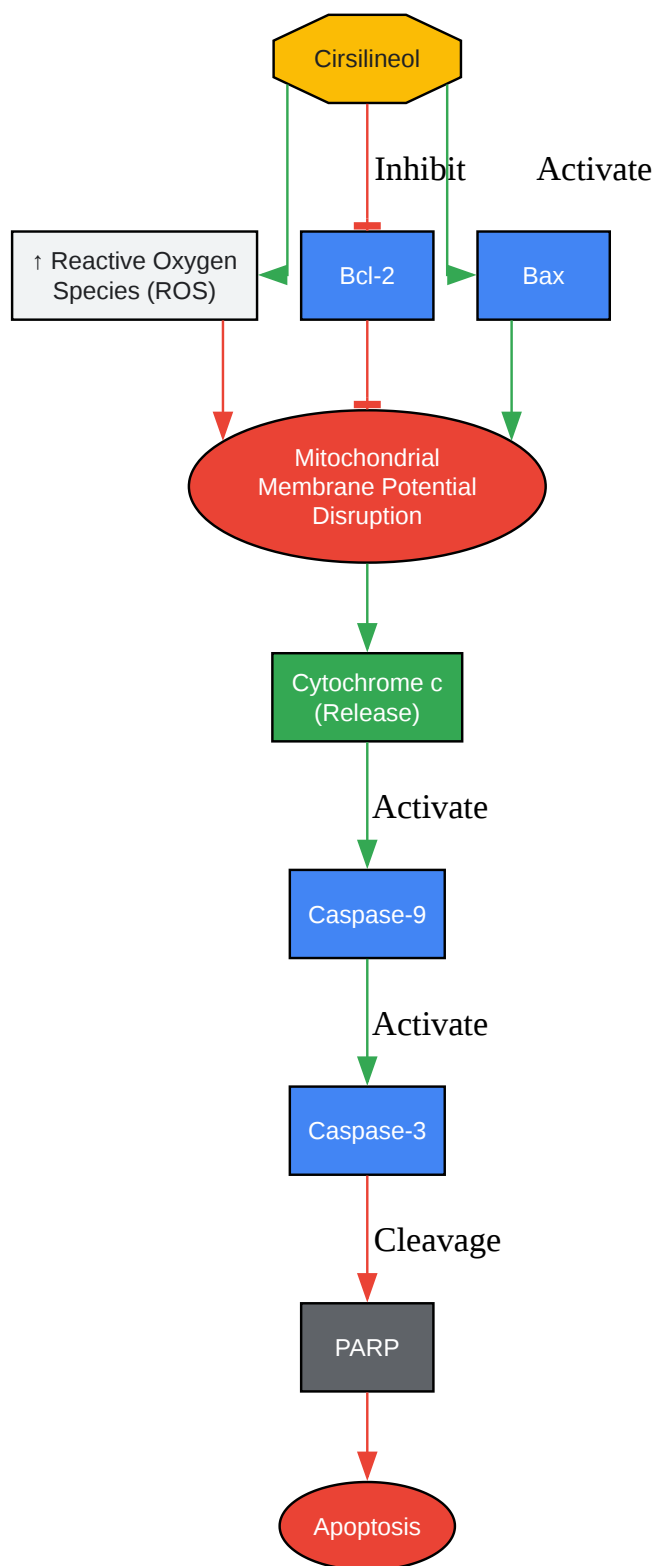 Cirsilineol
Inhibit
Activate
↑ Reactive Oxygen
Species (ROS)
Bcl-2
Bax
Mitochondrial
Membrane Potential
Disruption
Cytochrome c
(Release)
Activate
Caspase-9
Activate
Caspase-3
Cleavage
PARP
Apoptosis